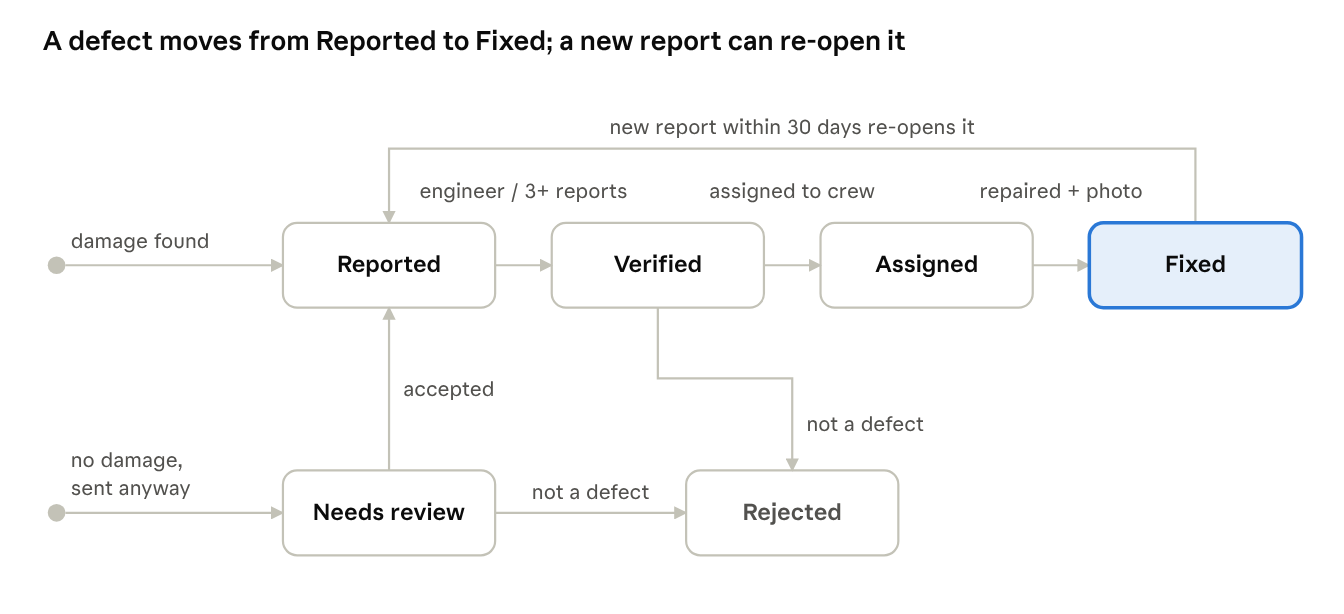 A defect moves from Reported to Fixed; a new report can re-open it
new report within 30 days re-opens it
engineer / 3+ reports
assigned to crew
repaired + photo
damage found
Reported
Verified
Assigned
Fixed
accepted
not a defect
no damage,
sent anyway
Needs review
not a defect
Rejected